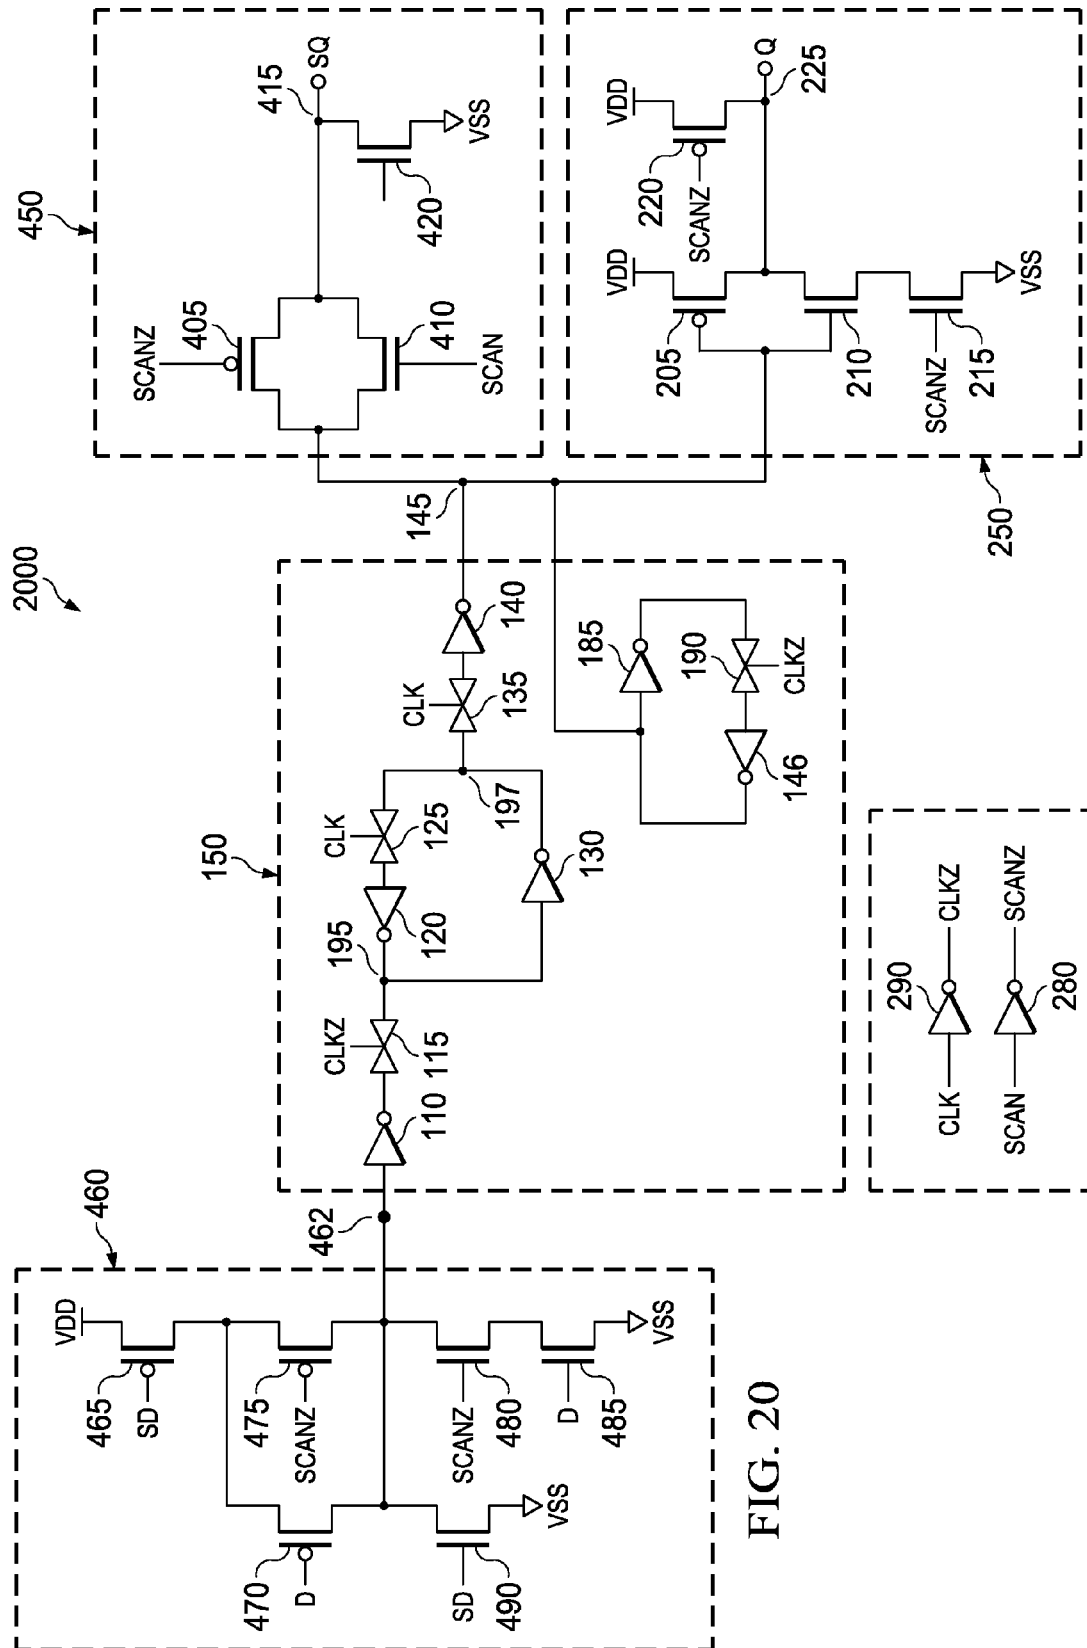 2000
460
VDD
465
SD
475
SCANZ
470
D
SCANZ
480
D
485
VSS
SD
490
VSS
462
150
110
CLKZ
115
195
120
CLK
125
130
197
CLK
135
140
185
190
CLKZ
146
145
450
SCANZ
405
410
SCAN
415
SQ
420
VSS
250
VDD
205
210
SCANZ
215
VSS
VDD
220
SCANZ
Q
225
CLK
290
CLKZ
SCAN
280
SCANZ
FIG. 20